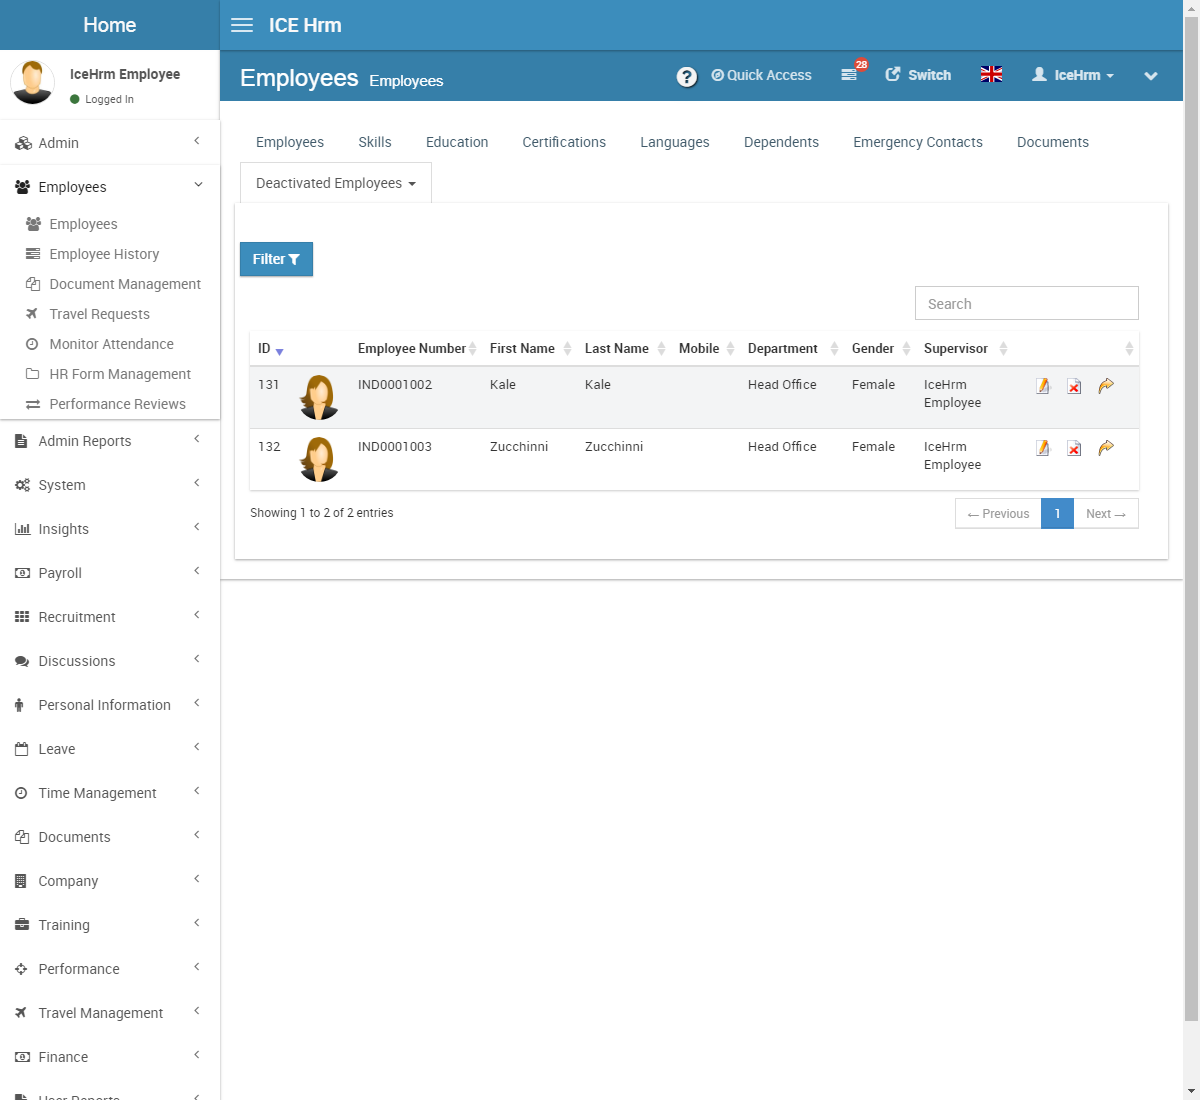 Home
ICE Hrm
IceHrm Employee
Logged In
Employees Employees
? Quick Access
28
Switch
IceHrm
Admin
Employees
Employees
Employee History
Document Management
Travel Requests
Monitor Attendance
HR Form Management
Performance Reviews
Admin Reports
System
Insights
Payroll
Recruitment
Discussions
Personal Information
Leave
Time Management
Documents
Company
Training
Performance
Travel Management
Finance
User Reports
Employees Skills Education Certifications Languages Dependents Emergency Contacts Documents
Deactivated Employees
Filter
Search
ID Employee Number First Name Last Name Mobile Department Gender Supervisor
131 IND0001002 Kale Kale Head Office Female IceHrm
Employee
132 IND0001003 Zucchinni Zucchinni Head Office Female IceHrm
Employee
Showing 1 to 2 of 2 entries
← Previous 1 Next →